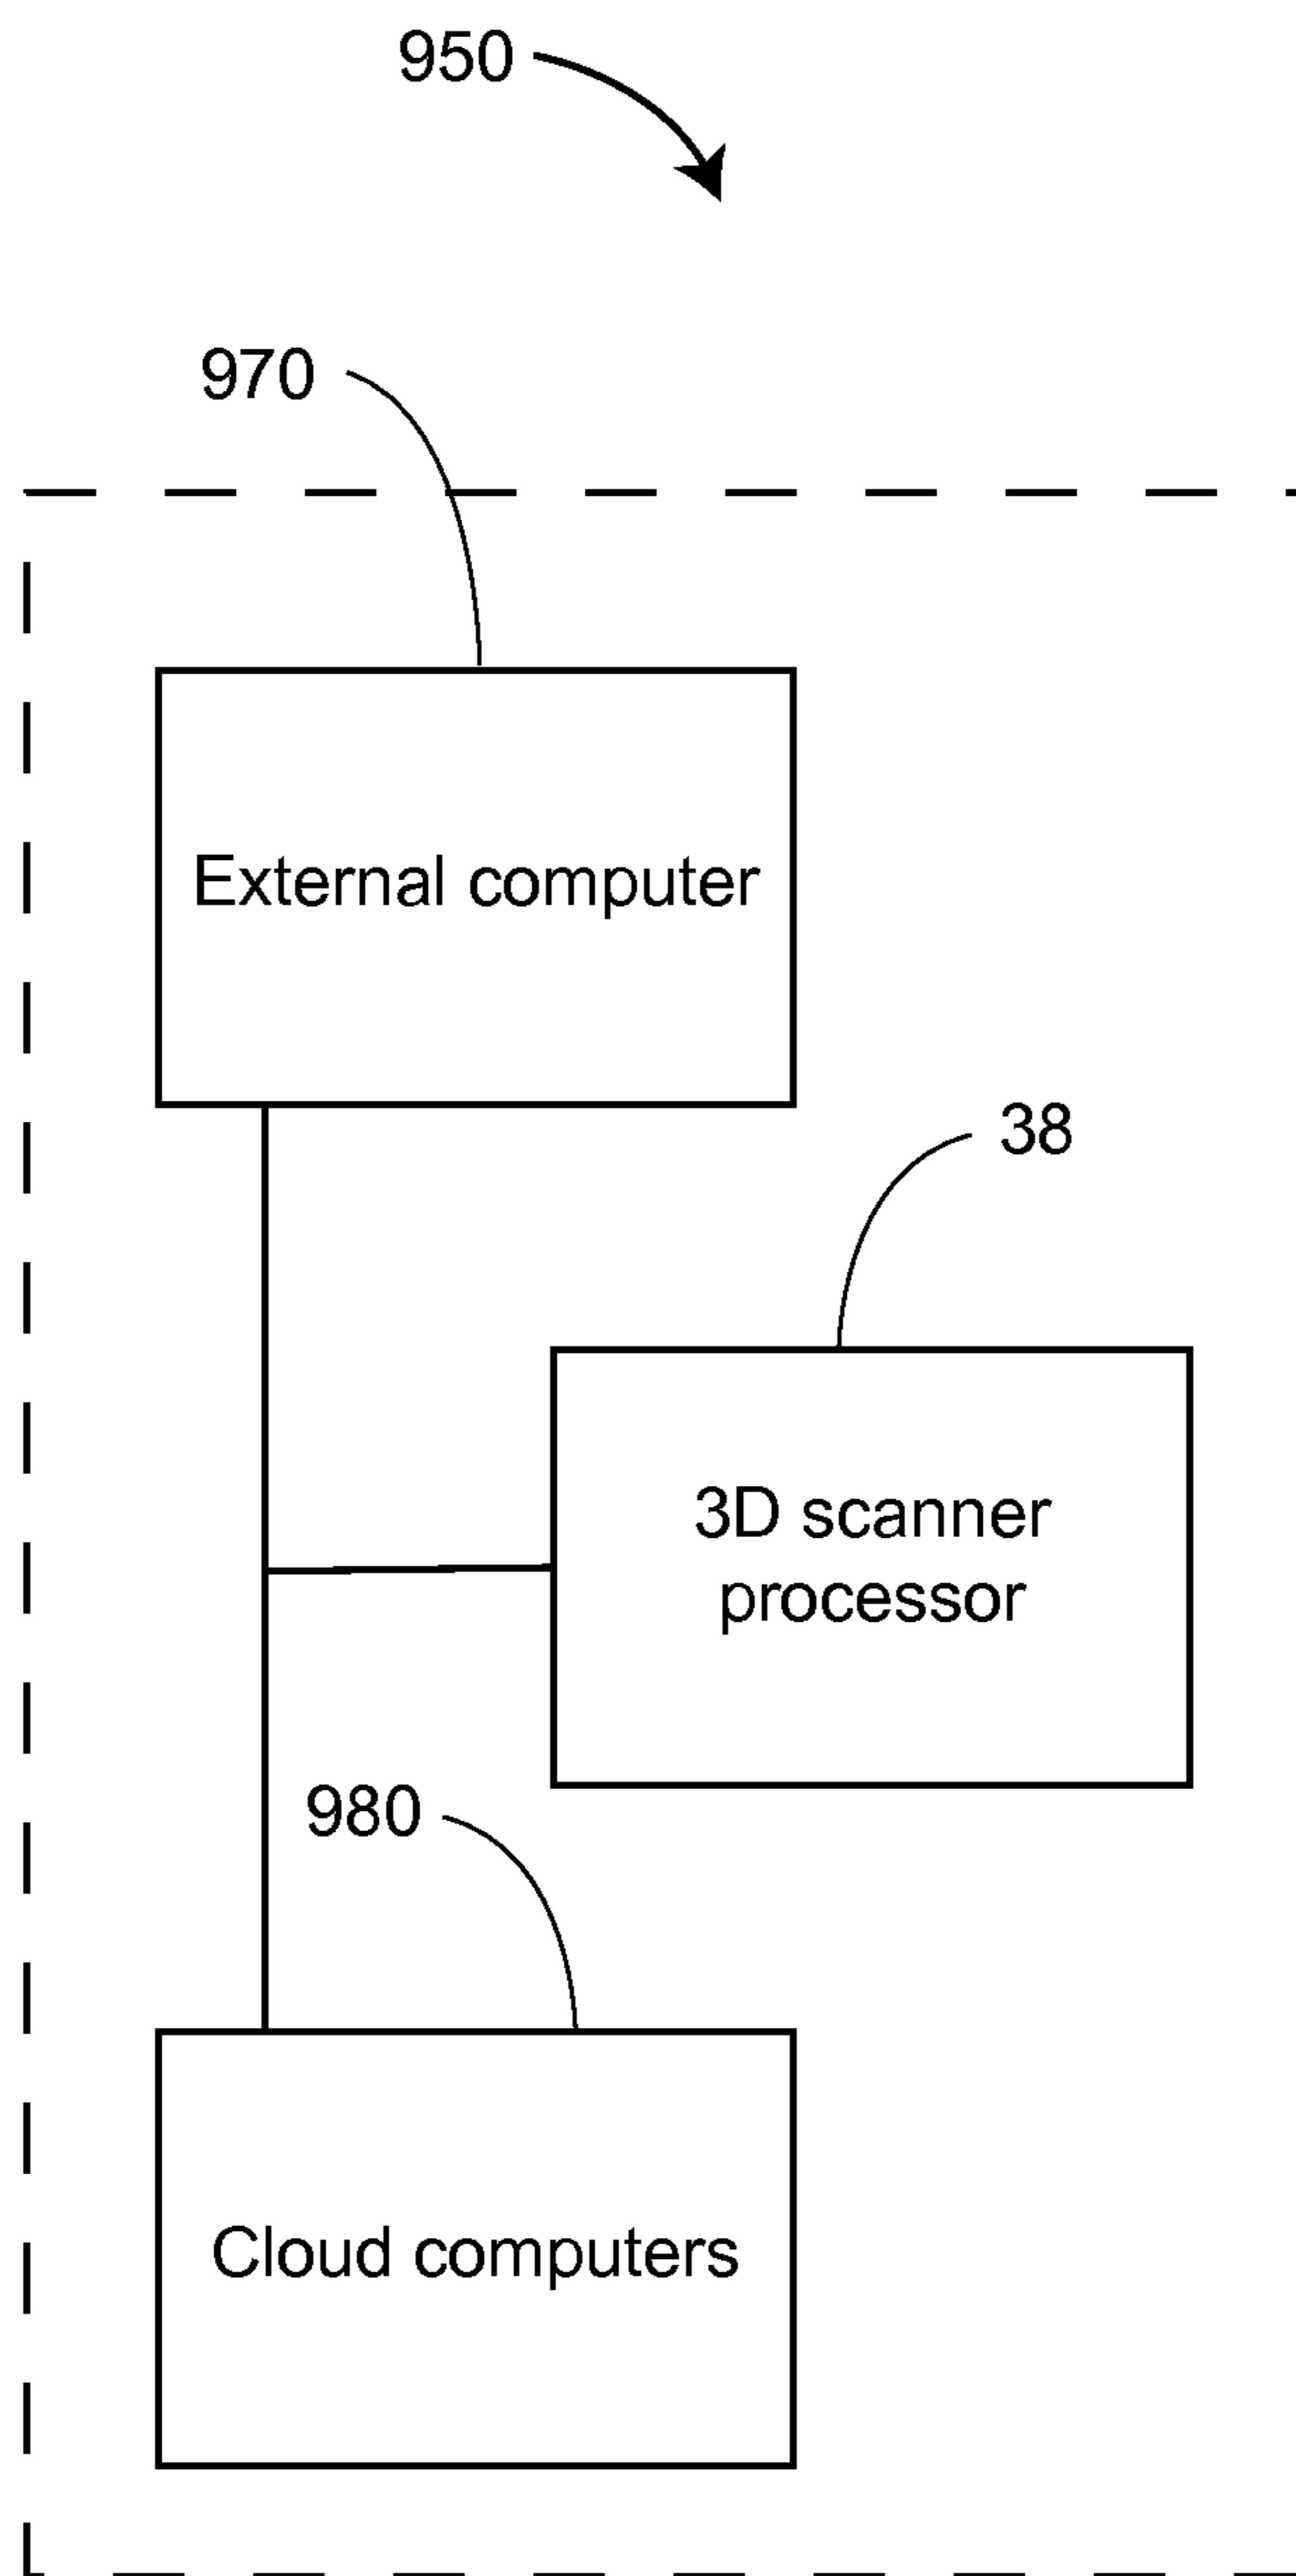 950
970
External computer
38
3D scanner
processor
980
Cloud computers